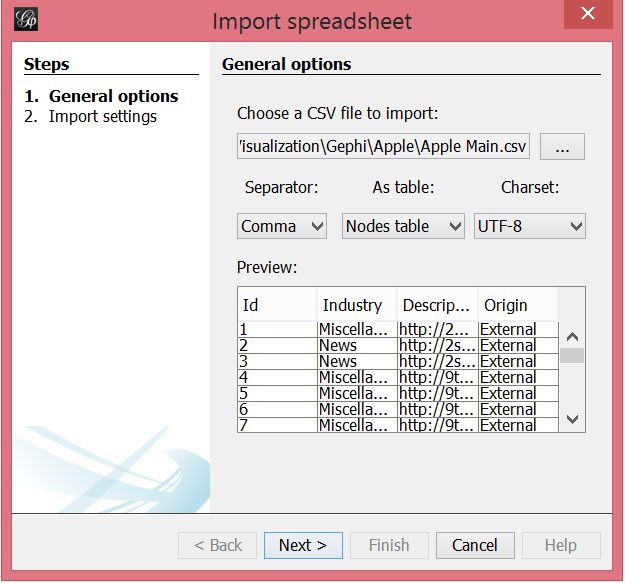 Import spreadsheet
Steps
1. General options
2. Import settings
General options
Choose a CSV file to import:
'isualization\Gephi\Apple\Apple Main.csv ...
Separator: As table: Charset:
Comma Nodes table UTF-8
Preview:
Id Industry Descrip... Origin
1 Miscella... http://2... External
2 News http://2s... External
3 News http://2s... External
4 Miscella... http://9t... External
5 Miscella... http://9t... External
6 Miscella... http://9t... External
7 Miscella... http://9t... External
< Back Next > Finish Cancel Help